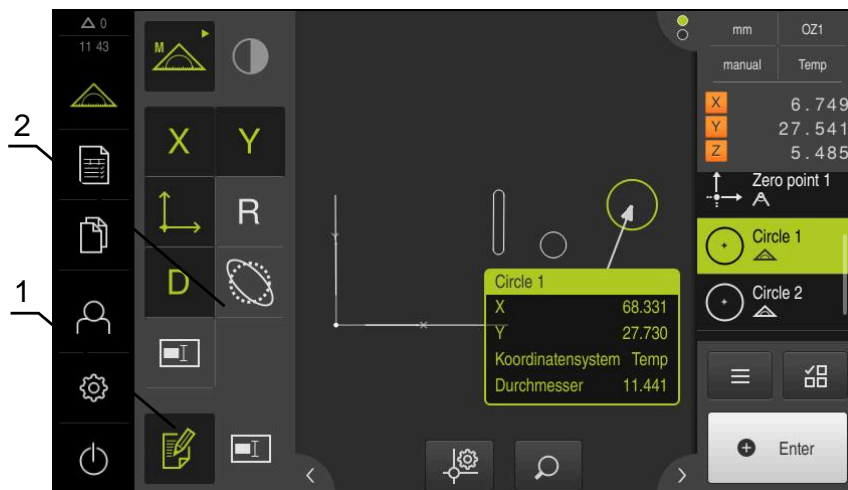 0
11 43
2
1
M
X
Y
R
D
Y
X
Circle 1
X 68.331
Y 27.730
Koordinatensystem Temp
Durchmesser 11.441
mm OZ1
manual Temp
X 6.749
Y 27.541
Z 5.485
Zero point 1
Circle 1
Circle 2
Enter